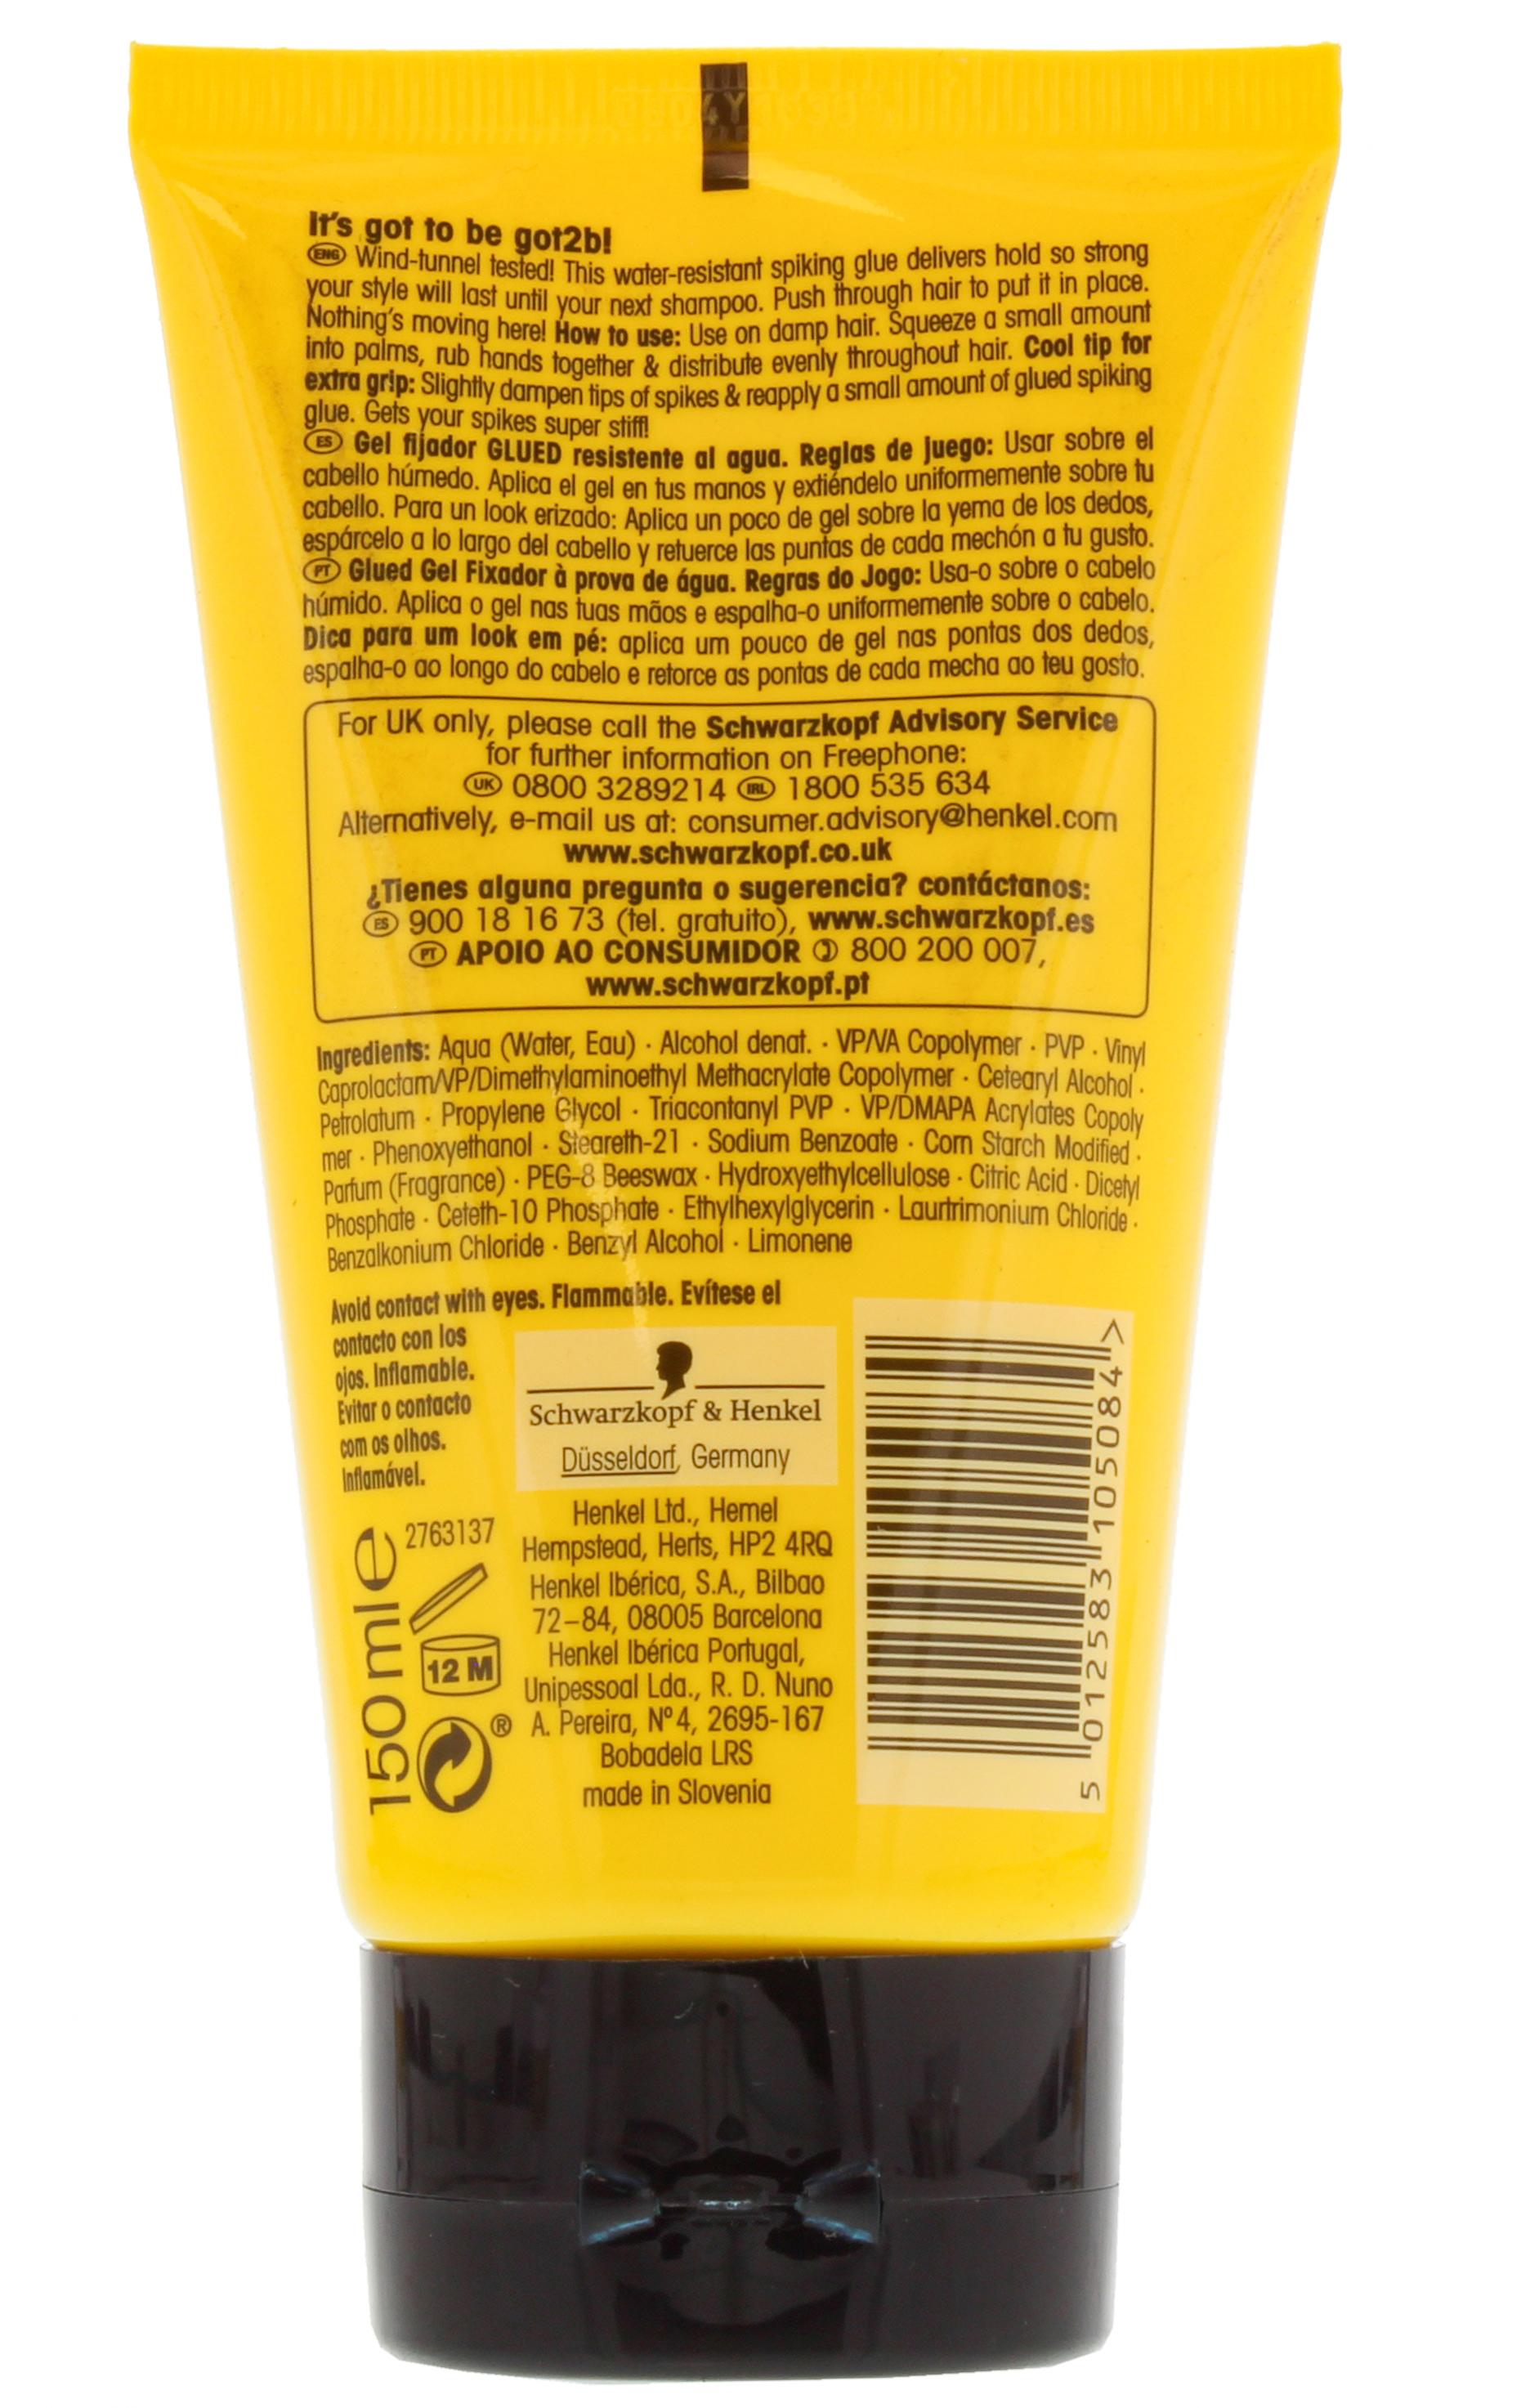 It's got to be got2b!
ENG Wind-tunnel tested! This water-resistant spiking glue delivers hold so strong
your style will last until your next shampoo. Push through hair to put it in place.
Nothing's moving here! How to use: Use on damp hair. Squeeze a small amount
into palms, rub hands together & distribute evenly throughout hair. Cool tip for
extra grip: Slightly dampen tips of spikes & reapply a small amount of glued spiking
glue. Gets your spikes super stiff!
ES Gel fijador GLUED resistente al agua. Reglas de Juego: Usar sobre el
cabello húmedo. Aplica el gel en tus manos y extiéndelo uniformemente sobre tu
cabello. Para un look erizado: Aplica un poco de gel sobre la yema de los dedos,
espárcelo a lo largo del cabello y retuerce las puntas de cada mechón a tu gusto.
PT Glued Gel Fixador à prova de água. Regras do Jogo: Usa-o sobre o cabelo
húmido. Aplica o gel nas tuas mãos e espalha-o uniformemente sobre o cabelo.
Dica para um look em pé: aplica um pouco de gel nas pontas dos dedos,
espalha-o ao longo do cabelo e retorce as pontas de cada mecha ao teu gosto.
For UK only, please call the Schwarzkopf Advisory Service
for further information on Freephone:
UK 0800 3289214 IRL 1800 535 634
Alternatively, e-mail us at: consumer.advisory@henkel.com
www.schwarzkopf.co.uk
¿Tienes alguna pregunta o sugerencia? contáctanos:
ES 900 18 16 73 (tel. gratuito), www.schwarzkopf.es
PT APOIO AO CONSUMIDOR 800 200 007,
www.schwarzkopf.pt
Ingredients: Aqua (Water, Eau) · Alcohol denat. · VP/VA Copolymer · PVP · Vinyl
Caprolactam/VP/Dimethylaminoethyl Methacrylate Copolymer · Cetearyl Alcohol ·
Petrolatum · Propylene Glycol · Triacontanyl PVP · VP/DMAPA Acrylates Copoly
mer · Phenoxyethanol · Steareth-21 · Sodium Benzoate · Corn Starch Modified ·
Parfum (Fragrance) · PEG-8 Beeswax · Hydroxyethylcellulose · Citric Acid · Dicetyl
Phosphate · Ceteth-10 Phosphate · Ethylhexylglycerin · Laurtrimonium Chloride ·
Benzalkonium Chloride · Benzyl Alcohol · Limonene
Avoid contact with eyes. Flammable. Evítese el
contacto con los
ojos. Inflamable.
Evitar o contacto
com os olhos.
Inflamável.
2763137
150 ml e
12 M
®
Schwarzkopf & Henkel
Düsseldorf, Germany
Henkel Ltd., Hemel
Hempstead, Herts, HP2 4RQ
Henkel Ibérica, S.A., Bilbao
72–84, 08005 Barcelona
Henkel Ibérica Portugal,
Unipessoal Lda., R. D. Nuno
A. Pereira, Nº 4, 2695-167
Bobadela LRS
made in Slovenia
5 012583 105084 >